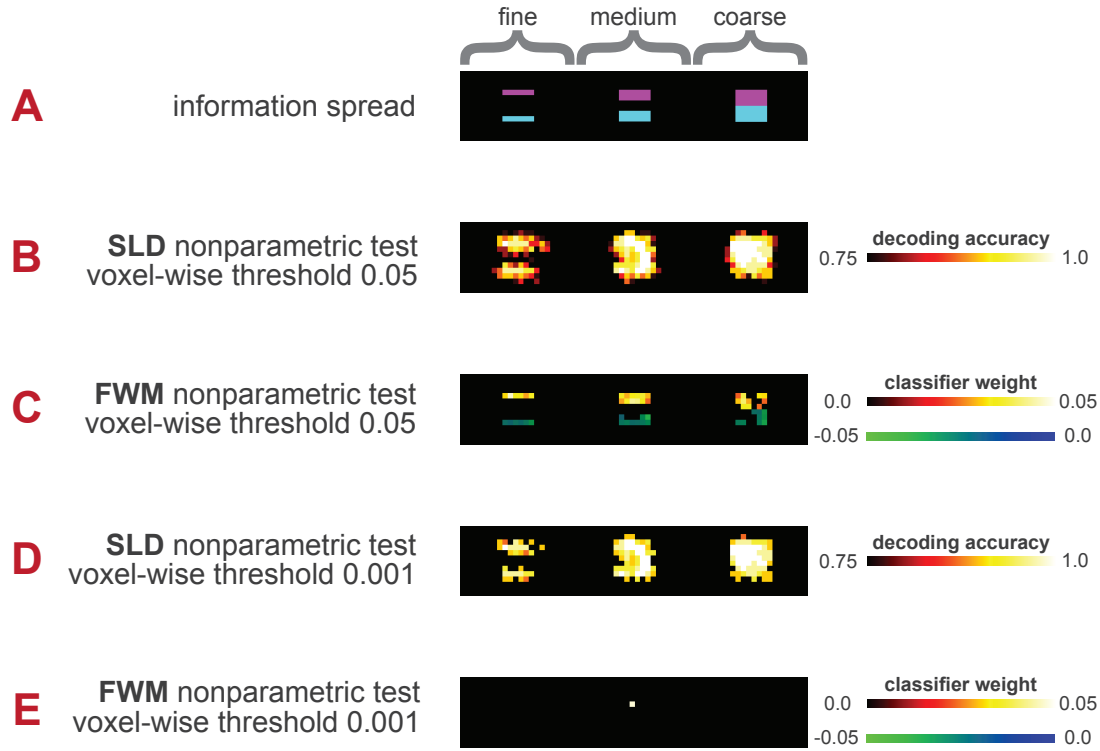 fine medium coarse
A
information spread
B
SLD nonparametric test
voxel-wise threshold 0.05
decoding accuracy
0.75 1.0
C
FWM nonparametric test
voxel-wise threshold 0.05
classifier weight
0.0 0.05
-0.05 0.0
D
SLD nonparametric test
voxel-wise threshold 0.001
decoding accuracy
0.75 1.0
E
FWM nonparametric test
voxel-wise threshold 0.001
classifier weight
0.0 0.05
-0.05 0.0